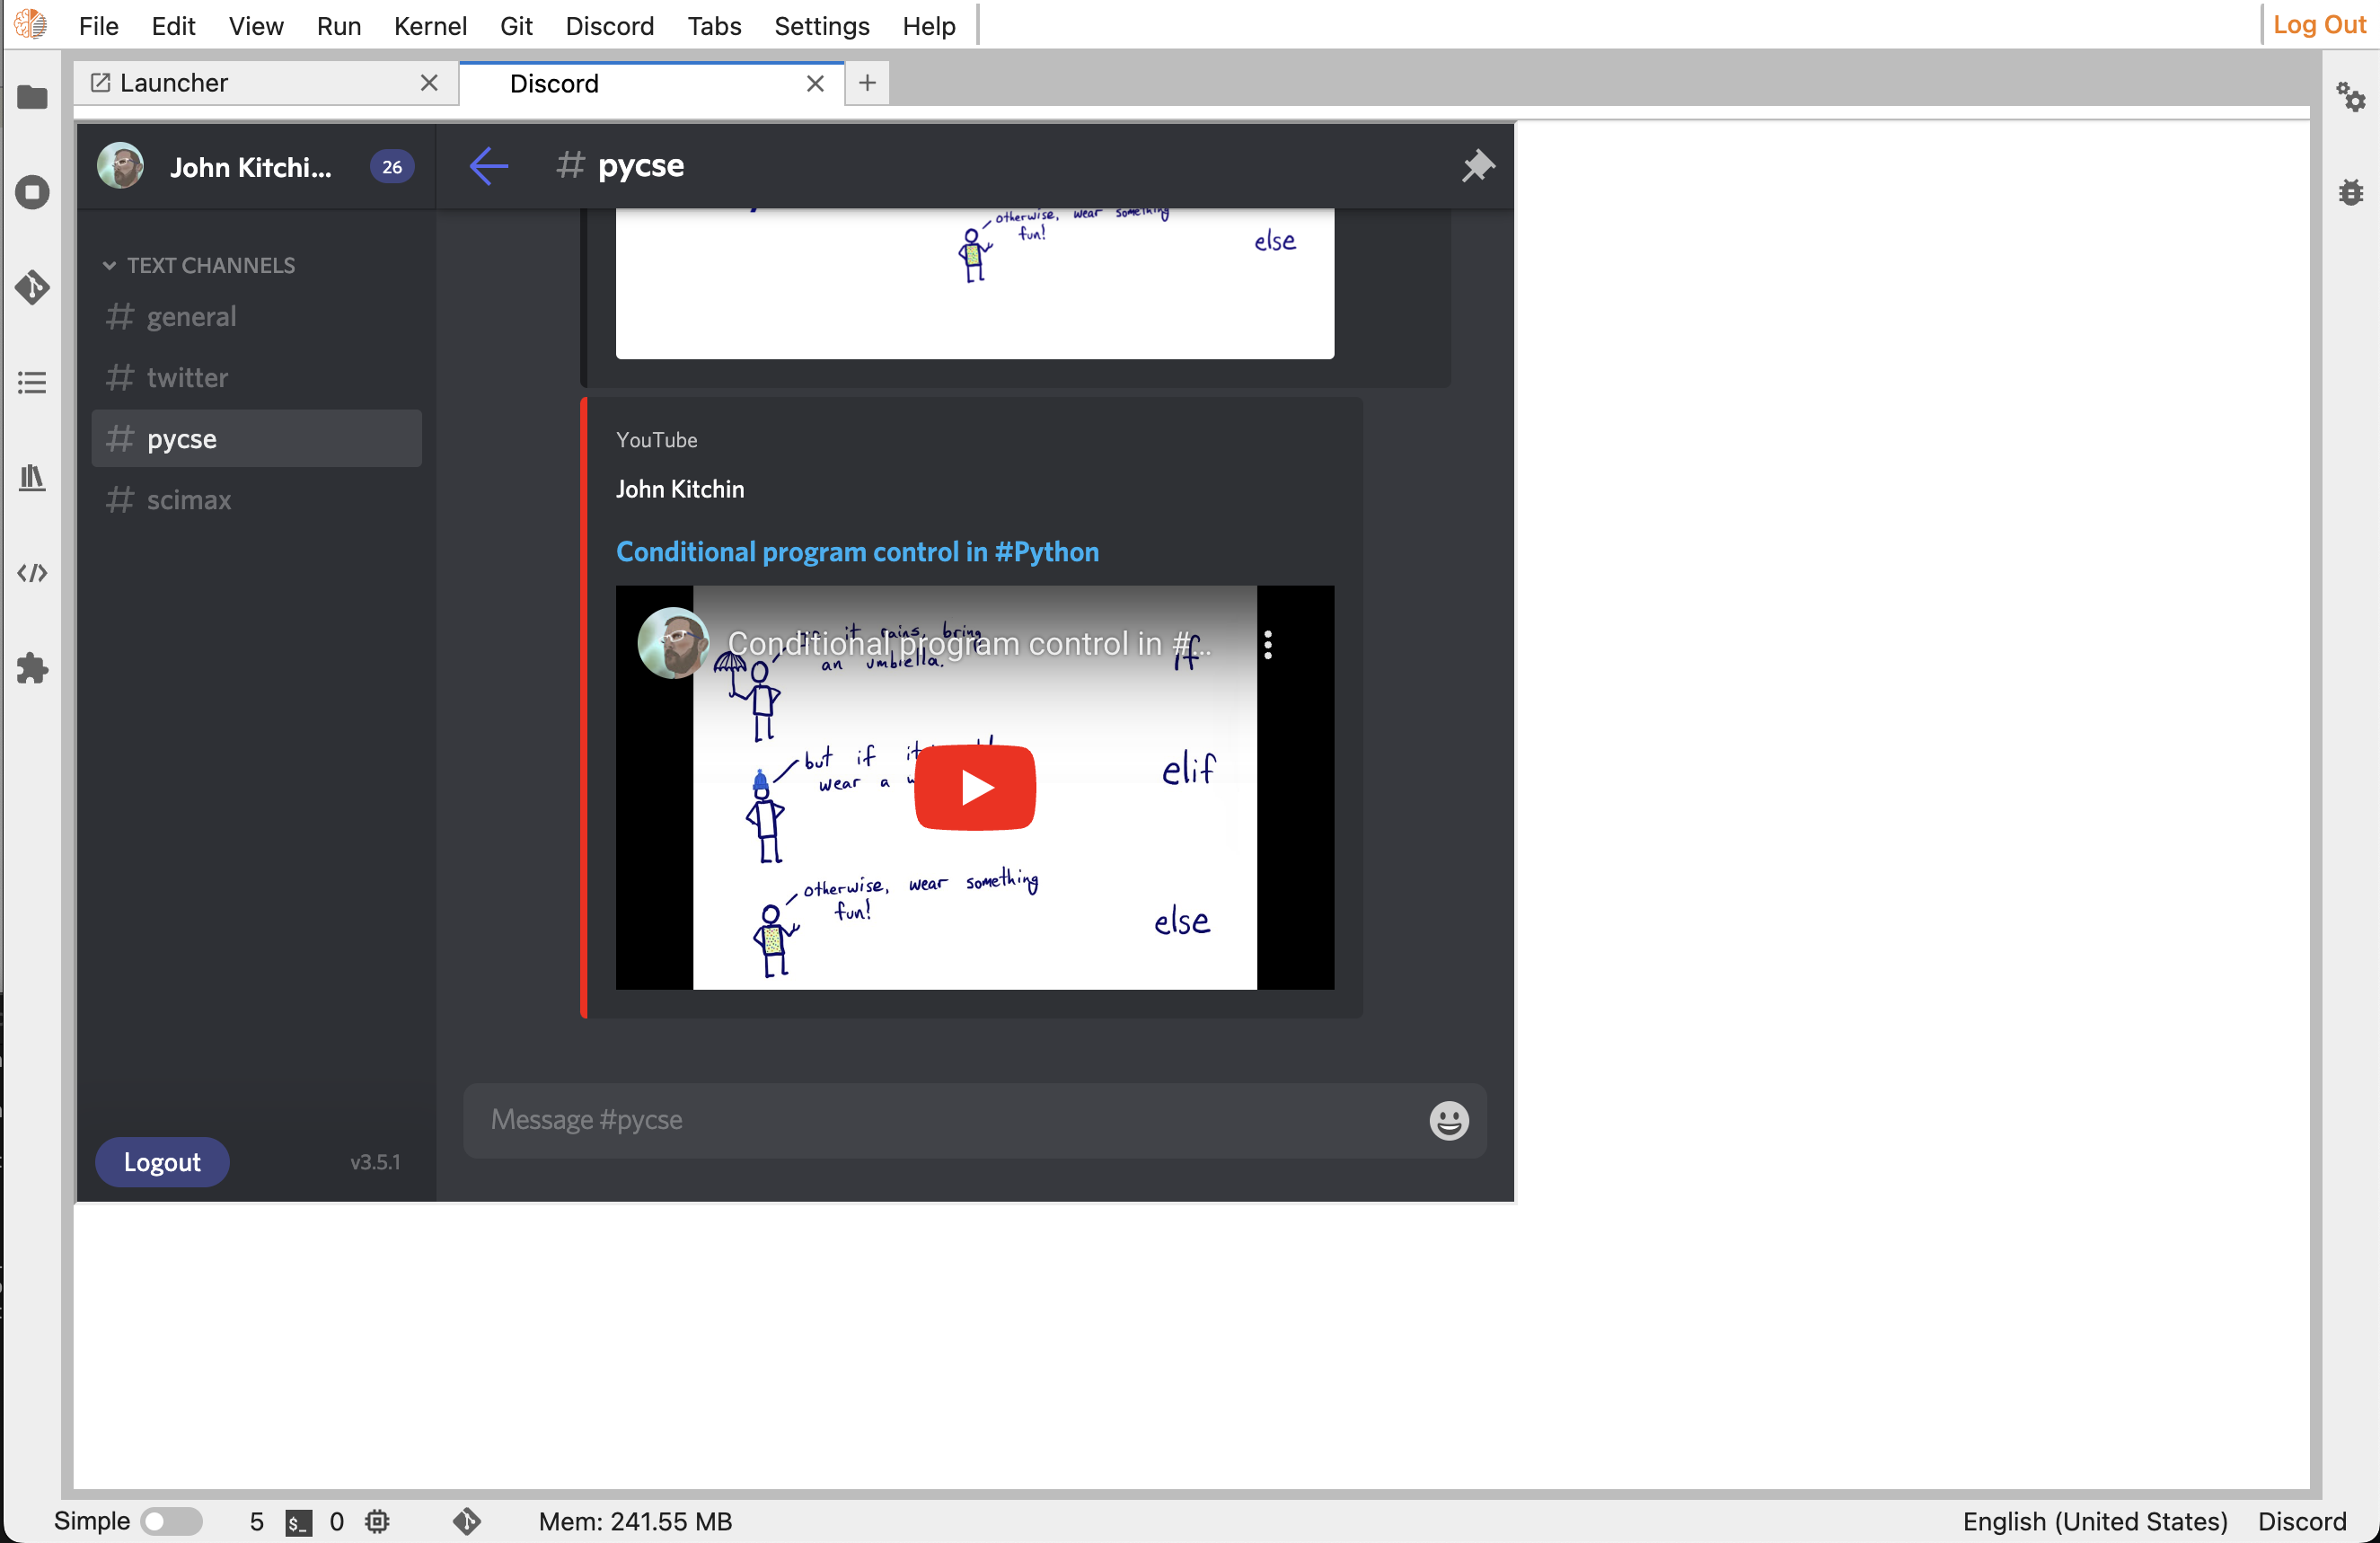 File Edit View Run Kernel Git Discord Tabs Settings Help
Log Out
Launcher
Discord
John Kitchi... 26
# pycse
TEXT CHANNELS
# general
# twitter
# pycse
# scimax
otherwise, wear something
fun!
else
YouTube
John Kitchin
Conditional program control in #Python
Conditional program control in #...
it rains, bring
an umbrella.
if
but if it
wear a
elif
otherwise, wear something
fun!
else
Message #pycse
Logout
v3.5.1
Simple 5 $_ 0 Mem: 241.55 MB
English (United States) Discord